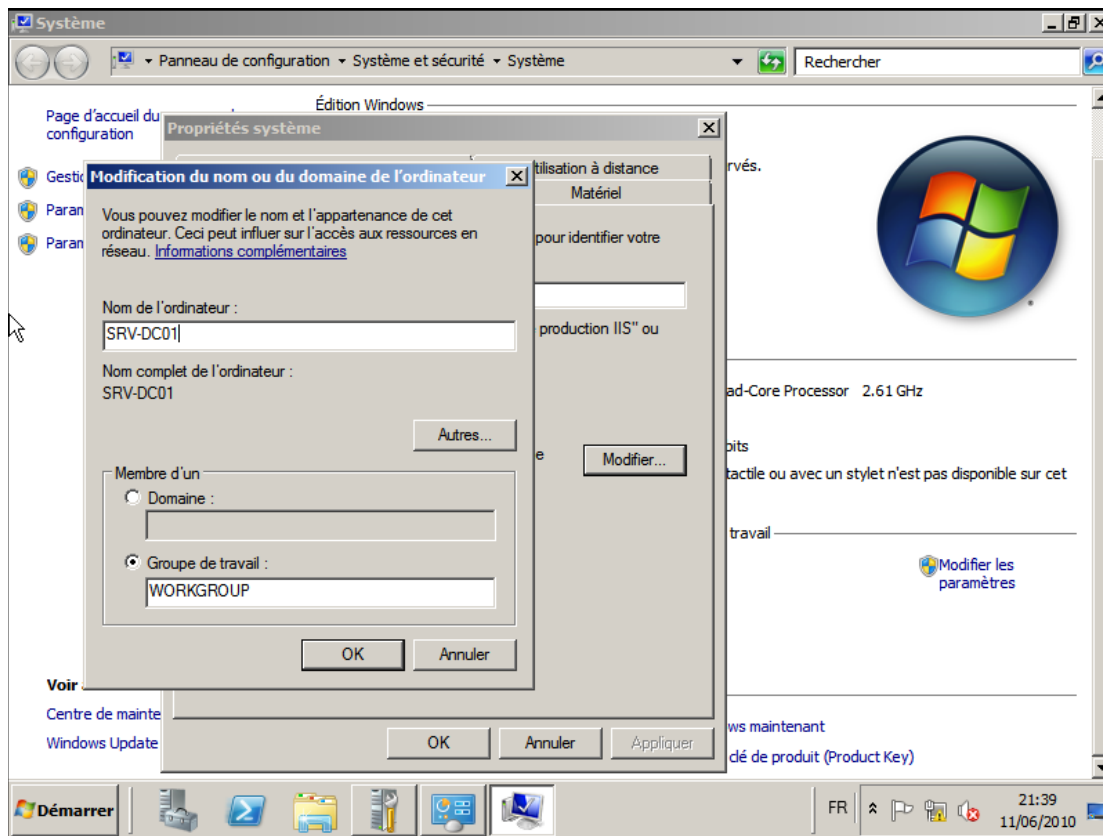 Système
Panneau de configuration Système et sécurité Système
Rechercher
Page d'accueil du
configuration
Édition Windows
Propriétés système
rvés.
Utilisation à distance
Matériel
Modification du nom ou du domaine de l'ordinateur
Vous pouvez modifier le nom et l'appartenance de cet
ordinateur. Ceci peut influer sur l'accès aux ressources en
réseau. Informations complémentaires
pour identifier votre
Nom de l'ordinateur :
SRV-DC01
production IIS" ou
Nom complet de l'ordinateur :
SRV-DC01
ad-Core Processor 2.61 GHz
Autres...
bits
e
Modifier...
tactile ou avec un stylet n'est pas disponible sur cet
Membre d'un
Domaine :
travail
Groupe de travail :
WORKGROUP
Modifier les
paramètres
OK
Annuler
Voir
Centre de mainte
Windows Update
OK
Annuler
Appliquer
ws maintenant
clé de produit (Product Key)
Démarrer
FR
21:39
11/06/2010